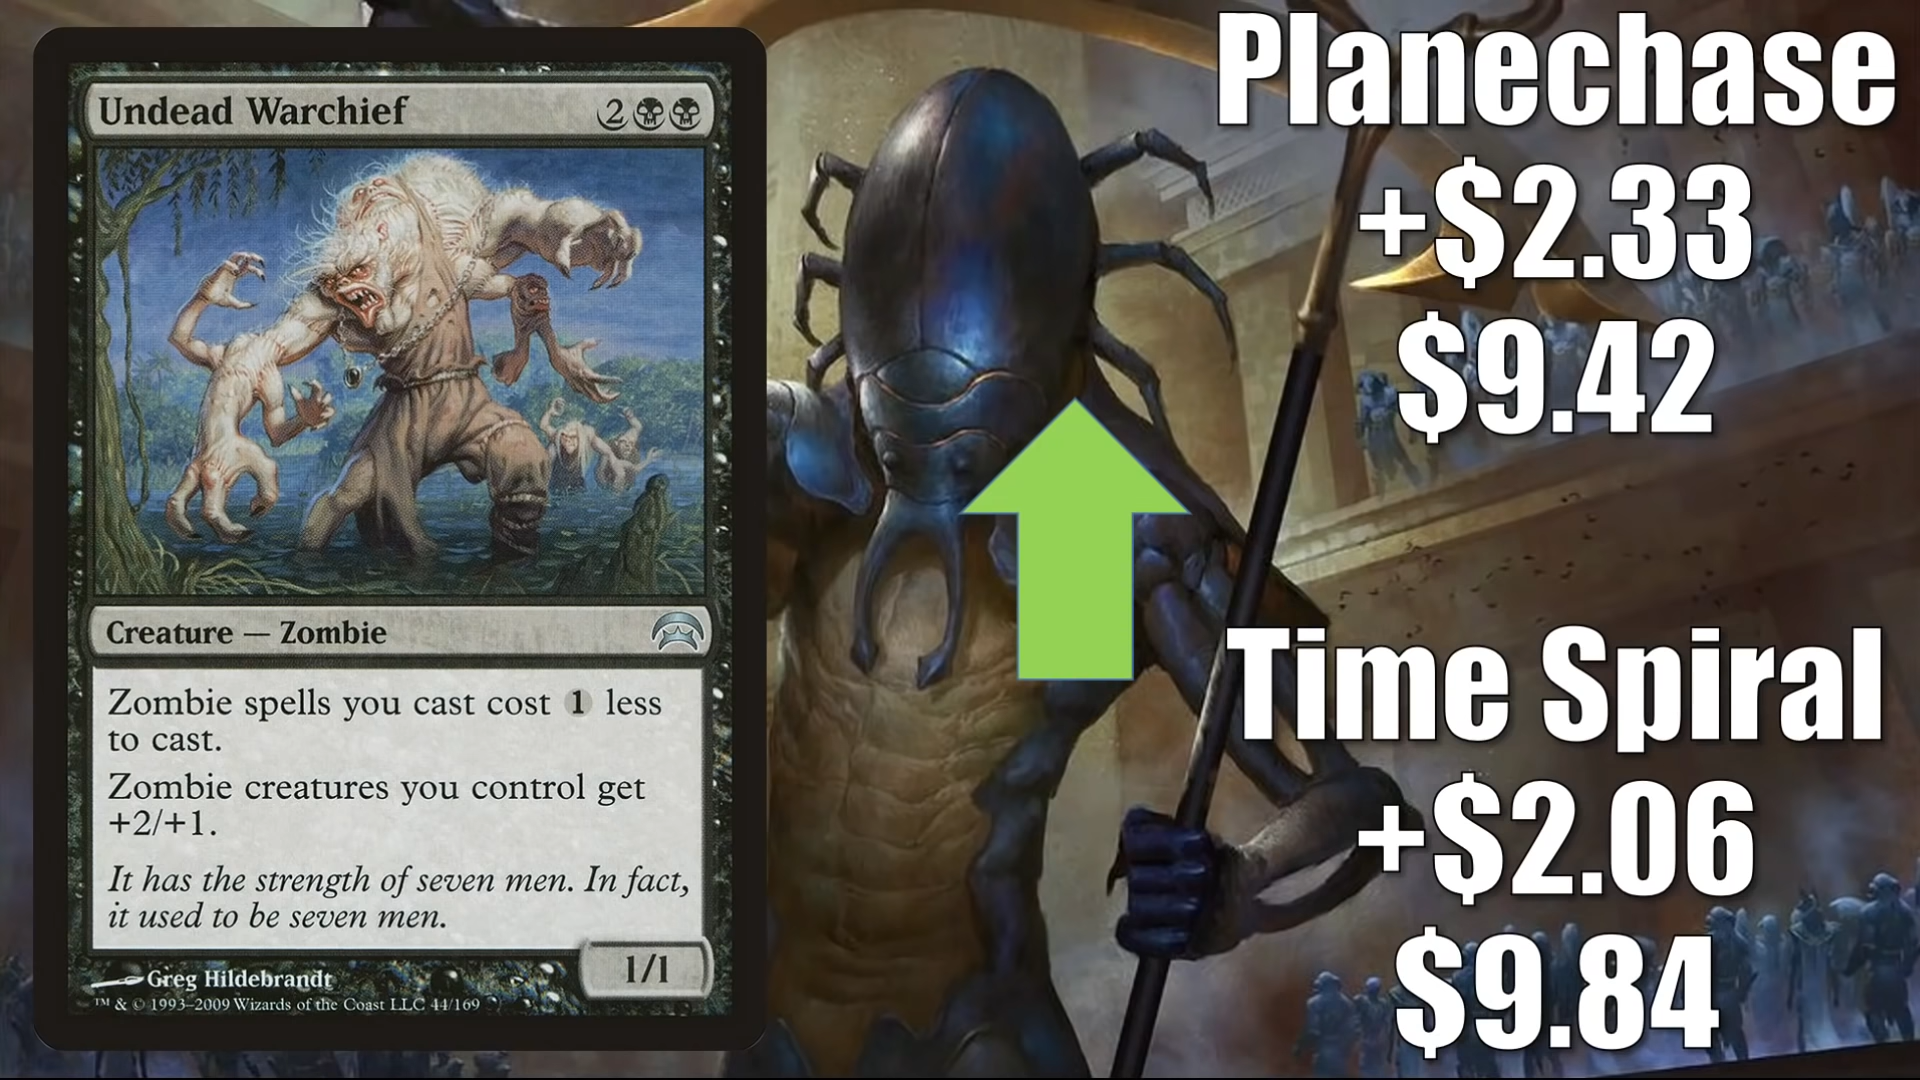 Undead Warchief 2
Creature — Zombie
Zombie spells you cast cost 1 less
to cast.
Zombie creatures you control get
+2/+1.
It has the strength of seven men. In fact,
it used to be seven men.
1/1
Greg Hildebrandt
™ & © 1993–2009 Wizards of the Coast LLC 44/169
Planechase
+$2.33
$9.42
Time Spiral
+$2.06
$9.84